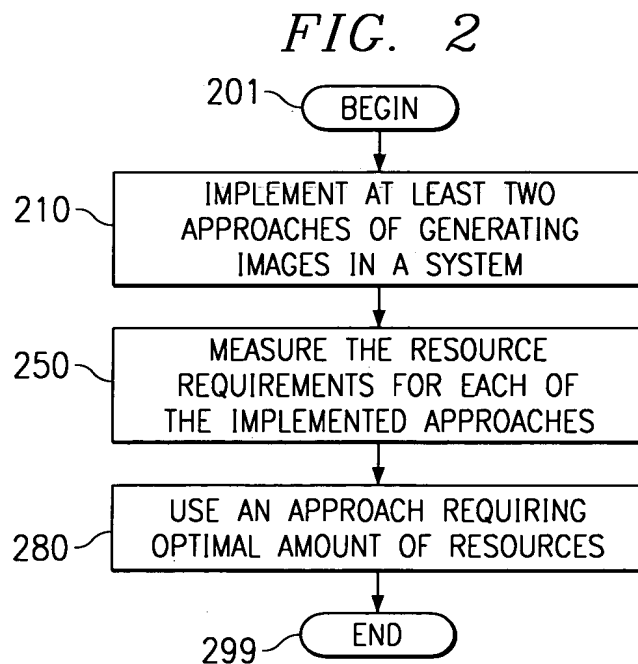 FIG. 2
201
BEGIN
210
IMPLEMENT AT LEAST TWO
APPROACHES OF GENERATING
IMAGES IN A SYSTEM
250
MEASURE THE RESOURCE
REQUIREMENTS FOR EACH OF
THE IMPLEMENTED APPROACHES
280
USE AN APPROACH REQUIRING
OPTIMAL AMOUNT OF RESOURCES
299
END